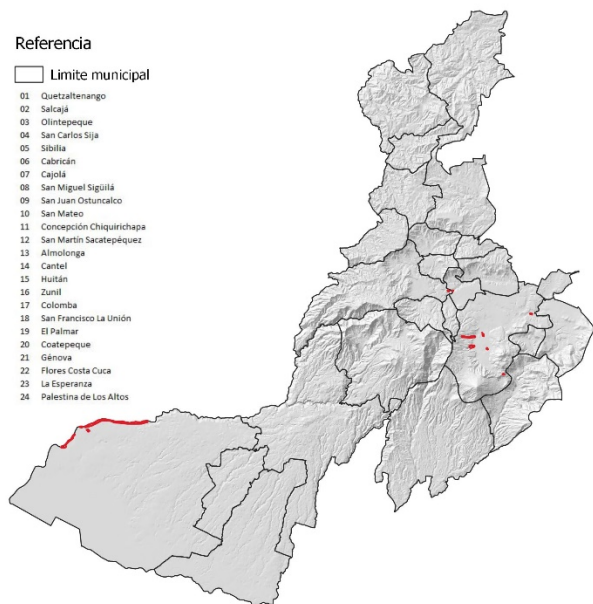 Referencia
Limite municipal
01 Quetzaltenango
02 Salcajá
03 Olintepeque
04 San Carlos Sija
05 Sibilia
06 Cabricán
07 Cajolá
08 San Miguel Sigüilá
09 San Juan Ostuncalco
10 San Mateo
11 Concepción Chiquirichapa
12 San Martín Sacatepéquez
13 Almolonga
14 Cantel
15 Huitán
16 Zunil
17 Colomba
18 San Francisco La Unión
19 El Palmar
20 Coatepeque
21 Génova
22 Flores Costa Cuca
23 La Esperanza
24 Palestina de Los Altos